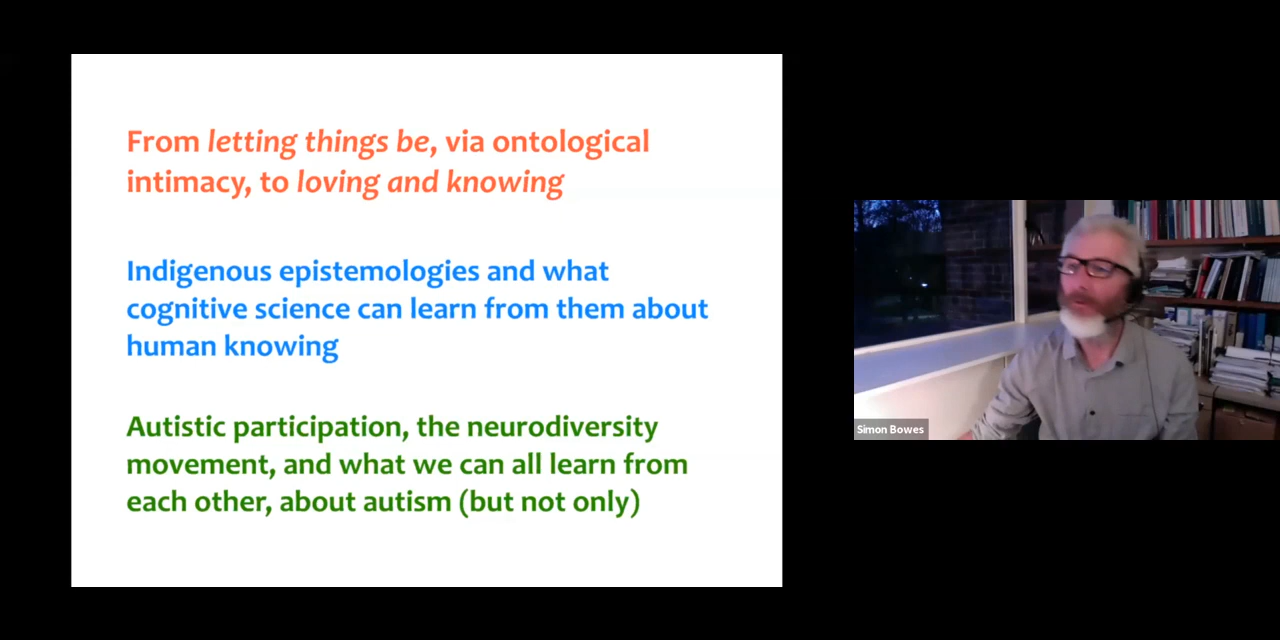 From letting things be, via ontological
intimacy, to loving and knowing
Indigenous epistemologies and what
cognitive science can learn from them about
human knowing
Autistic participation, the neurodiversity
movement, and what we can all learn from
each other, about autism (but not only)
Simon Bowes